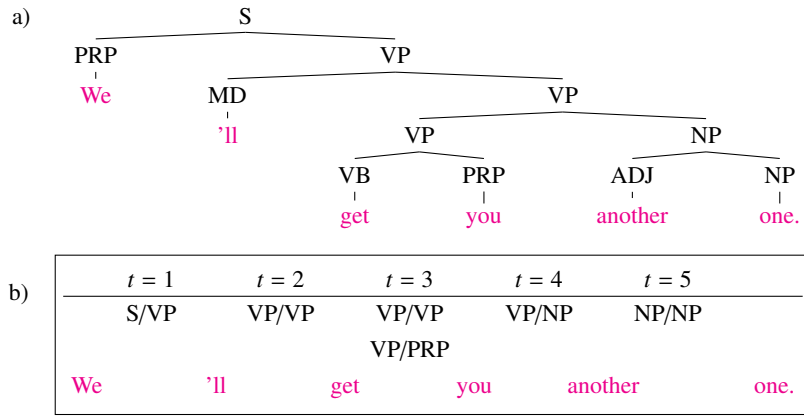 a) S
PRP VP
We MD VP
'll VP NP
VB PRP ADJ NP
get you another one.
b) t = 1 t = 2 t = 3 t = 4 t = 5
S/VP VP/VP VP/VP VP/NP NP/NP
VP/PRP
We 'll get you another one.